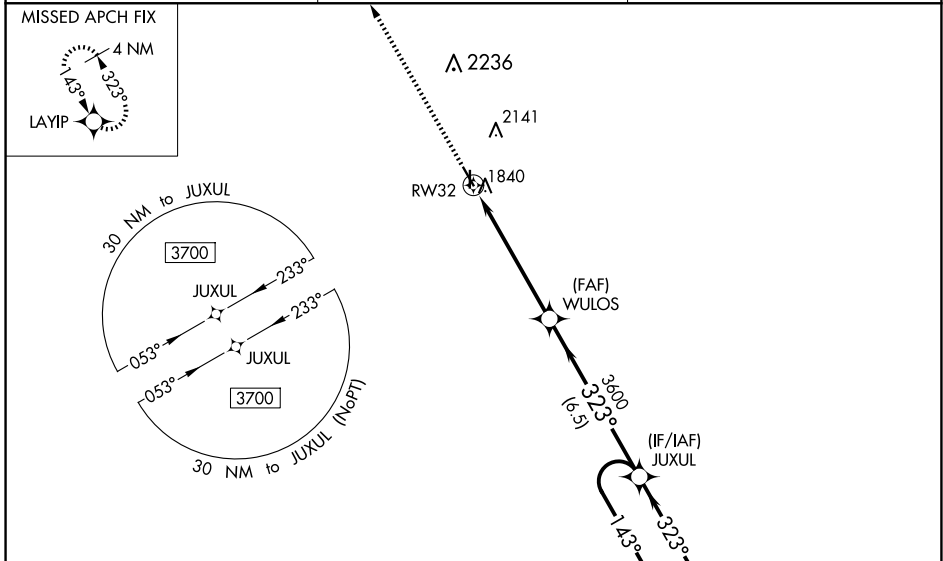 MISSED APCH FIX
4 NM
143°
323°
LAYIP
2236
2141
1840
RW32
30 NM to JUXUL
3700
JUXUL
233°
053°
233°
053°
JUXUL
3700
30 NM to JUXUL (NoPT)
(FAF)
WULOS
3600
323°
(6.5)
(IF/IAF)
JUXUL
143°
323°